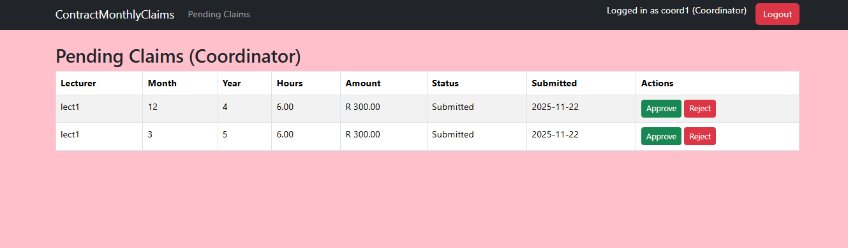 ContractMonthlyClaims Pending Claims Logged in as coord1 (Coordinator) Logout
Pending Claims (Coordinator)
Lecturer Month Year Hours Amount Status Submitted Actions
lect1 12 4 6.00 R 300.00 Submitted 2025-11-22 Approve Reject
lect1 3 5 6.00 R 300.00 Submitted 2025-11-22 Approve Reject